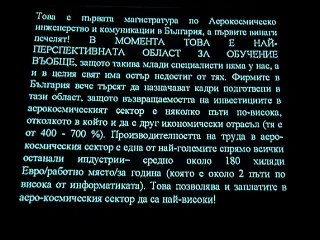 Това е първата магистратура по Аерокосмическо
инженерство и комуникации в България, а първите винаги
печелят! В МОМЕНТА ТОВА Е НАЙ-
ПЕРСПЕКТИВНАТА ОБЛАСТ ЗА ОБУЧЕНИЕ
ВЪОБЩЕ, защото такива млади специалисти няма у нас, а
и в целия свят има остър недостиг от тях. Фирмите в
България вече търсят да назначават кадри подготвени в
тази област, защото възвращаемостта на инвестициите в
аерокосмическият сектор е няколко пъти по-висока,
отколкото в който и да е друг икономически отрасъл (тя е
от 400 - 700 %). Производителността на труда в аеро-
космическия сектор е една от най-големите спрямо всички
останали индустрии– средно около 180 хиляди
Евро/работно място/за година (която е около 2 пъти по
висока от информатиката). Това позволява и заплатите в
аеро-космическия сектор да са най-високи!